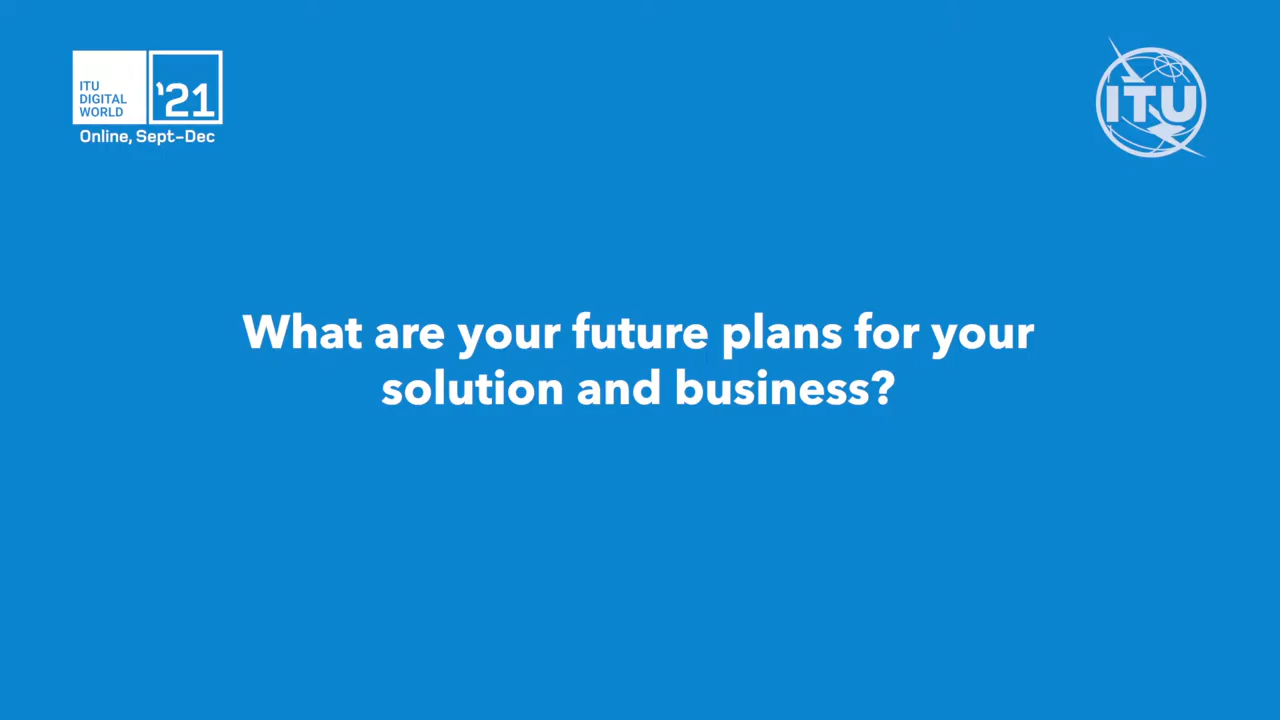 ITU
DIGITAL
WORLD
'21
Online, Sept-Dec
ITU
What are your future plans for your
solution and business?